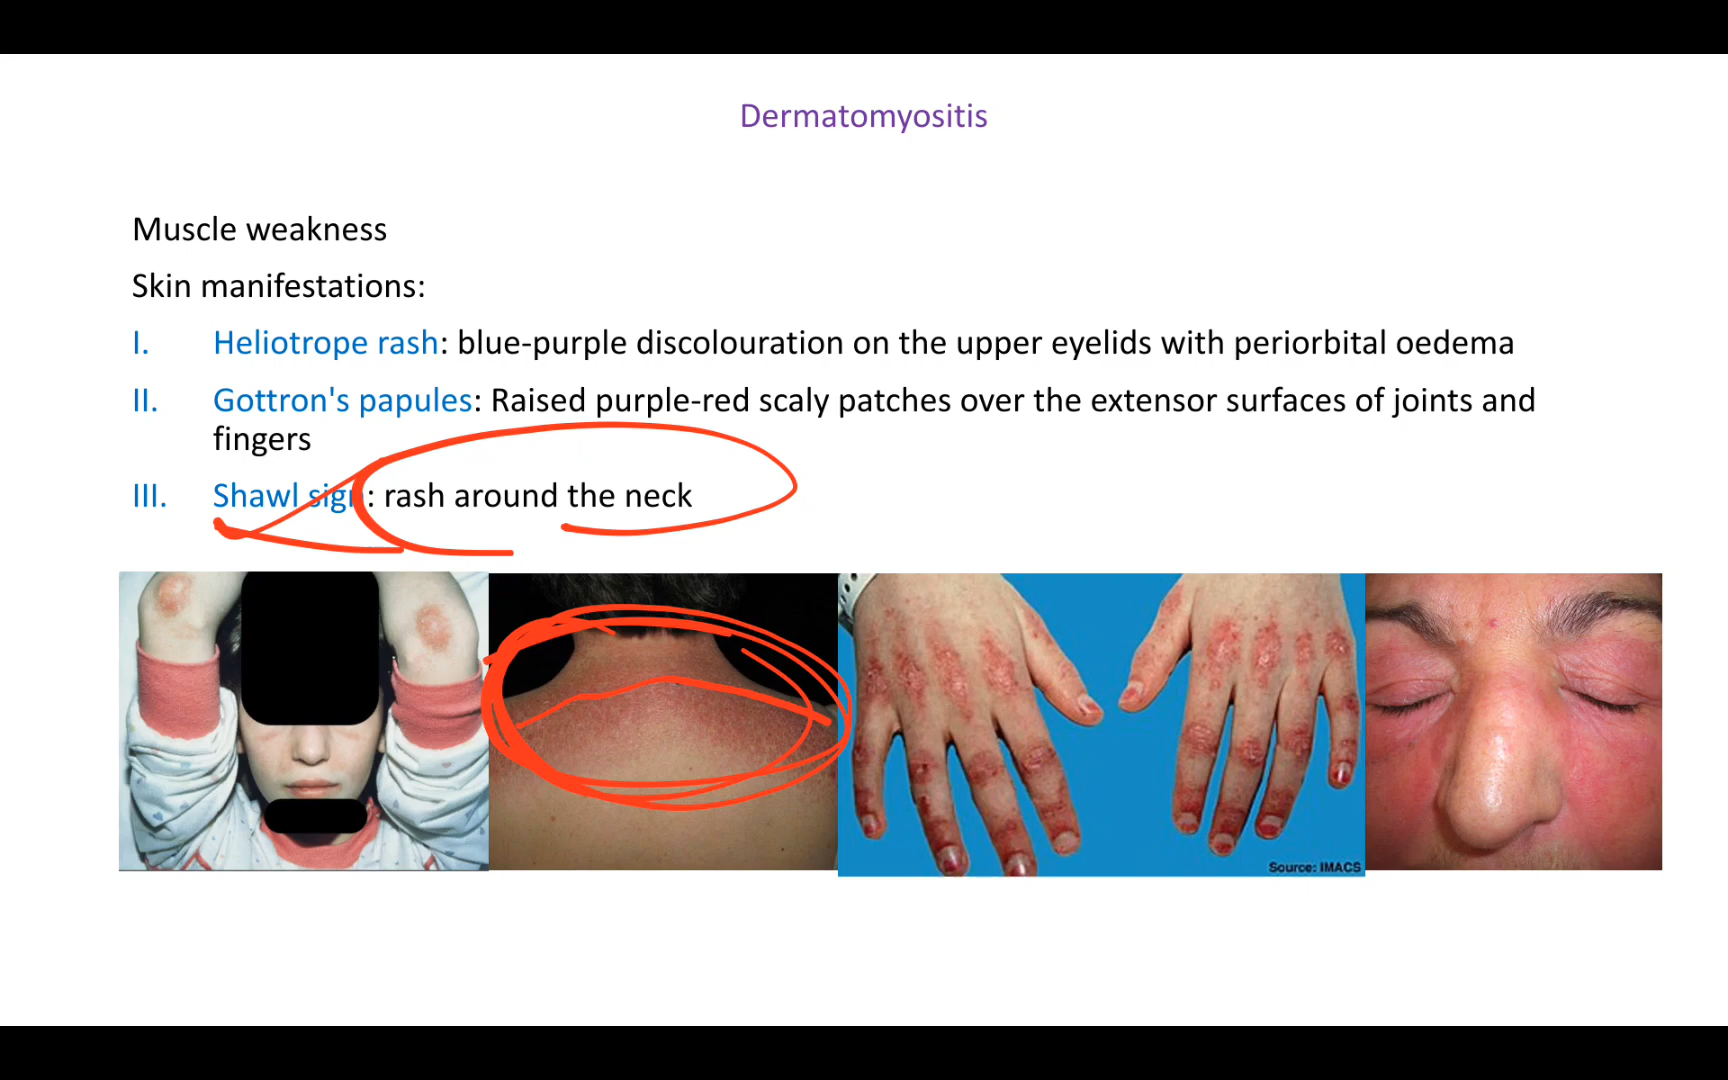 Dermatomyositis
Muscle weakness
Skin manifestations:
I. Heliotrope rash: blue-purple discolouration on the upper eyelids with periorbital oedema
II. Gottron's papules: Raised purple-red scaly patches over the extensor surfaces of joints and
fingers
III. Shawl sign: rash around the neck
Source: IMACS